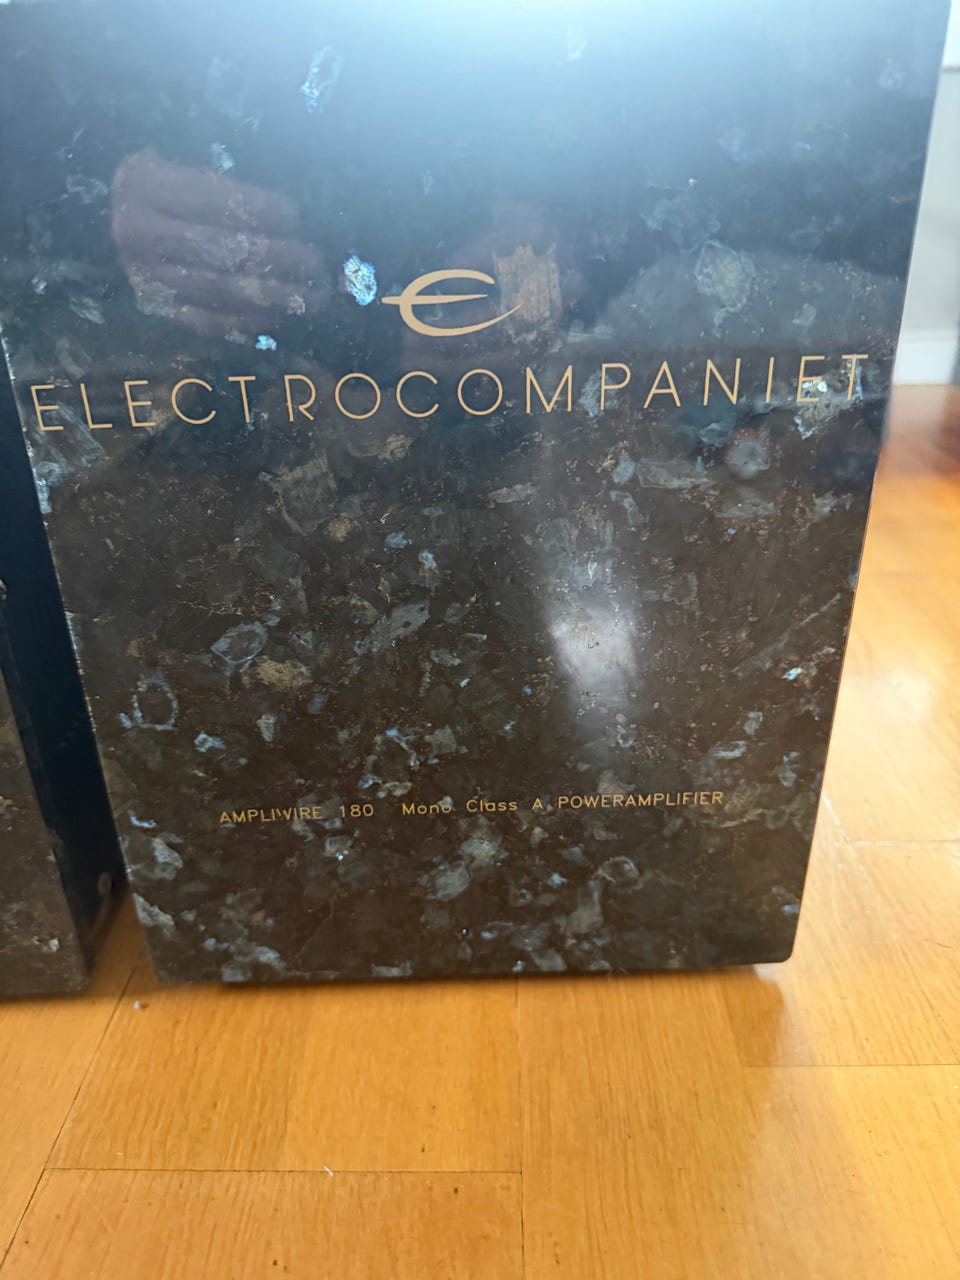 ELECTROCOMPANIET
AMPLIWIRE 180 Mono Class A POWERAMPLIFIER